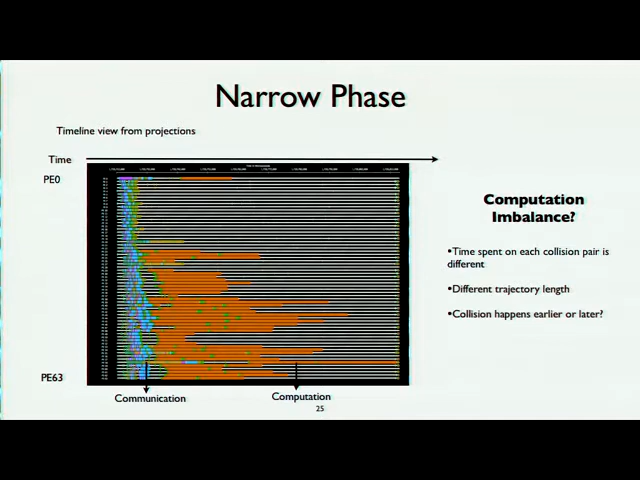 Narrow Phase
Timeline view from projections
Time
PE0
PE63
Communication
Computation
Computation
Imbalance?
•Time spent on each collision pair is
different
•Different trajectory length
•Collision happens earlier or later?
25